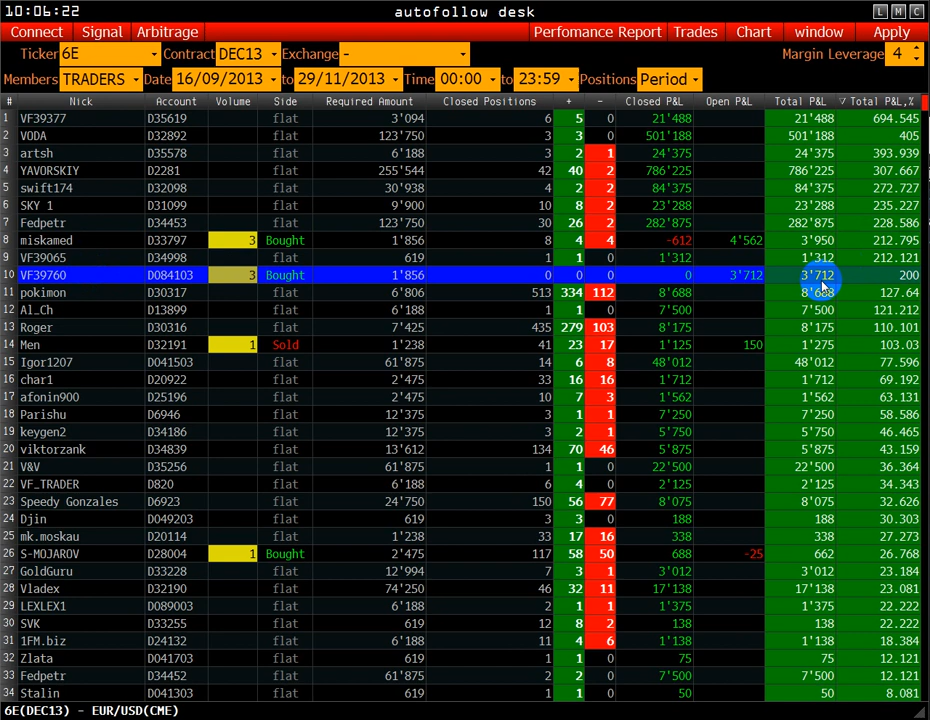 10:06:22 autofollow desk L M C
Connect Signal Arbitrage Perfomance Report Trades Chart window Apply
Ticker 6E Contract DEC13 Exchange - Margin Leverage 4
Members TRADERS Date 16/09/2013 to 29/11/2013 Time 00:00 to 23:59 Positions Period
# Nick Account Volume Side Required Amount Closed Positions + - Closed P&L Open P&L Total P&L ▽ Total P&L,%
1 VF39377 D35619 flat 3'094 6 5 0 21'488 21'488 694.545
2 VODA D32892 flat 123'750 3 3 0 501'188 501'188 405
3 artsh D35578 flat 6'188 3 2 1 24'375 24'375 393.939
4 YAVORSKIY D2281 flat 255'544 42 40 2 786'225 786'225 307.667
5 swift174 D32098 flat 30'938 4 2 2 84'375 84'375 272.727
6 SKY 1 D31099 flat 9'900 10 8 2 23'288 23'288 235.227
7 Fedpetr D34453 flat 123'750 30 26 2 282'875 282'875 228.586
8 miskamed D33797 3 Bought 1'856 8 4 4 -612 4'562 3'950 212.795
9 VF39065 D34998 flat 619 1 1 0 1'312 1'312 212.121
10 VF39760 D084103 3 Bought 1'856 0 0 0 0 3'712 3'712 200
11 pokimon D30317 flat 6'806 513 334 112 8'688 8'688 127.64
12 Al_Ch D13899 flat 6'188 1 1 0 7'500 7'500 121.212
13 Roger D30316 flat 7'425 435 279 103 8'175 8'175 110.101
14 Men D32191 1 Sold 1'238 41 23 17 1'125 150 1'275 103.03
15 Igor1207 D041503 flat 61'875 14 6 8 48'012 48'012 77.596
16 char1 D20922 flat 2'475 33 16 16 1'712 1'712 69.192
17 afonin900 D25196 flat 2'475 10 7 3 1'562 1'562 63.131
18 Parishu D6946 flat 12'375 3 1 1 7'250 7'250 58.586
19 keygen2 D34186 flat 12'375 3 2 1 5'750 5'750 46.465
20 viktorzank D34839 flat 13'612 134 70 46 5'875 5'875 43.159
21 V&V D35256 flat 61'875 1 1 0 22'500 22'500 36.364
22 VF_TRADER D820 flat 6'188 6 4 0 2'125 2'125 34.343
23 Speedy Gonzales D6923 flat 24'750 150 56 77 8'075 8'075 32.626
24 Djin D049203 flat 619 3 3 0 188 188 30.303
25 mk.moskau D20114 flat 1'238 33 17 16 338 338 27.273
26 S-MOJAROV D28004 1 Bought 2'475 117 58 50 688 -25 662 26.768
27 GoldGuru D33228 flat 12'994 7 3 1 3'012 3'012 23.184
28 Vladex D32190 flat 74'250 46 32 11 17'138 17'138 23.081
29 LEXLEX1 D089003 flat 6'188 2 1 1 1'375 1'375 22.222
30 SVK D33255 flat 619 12 8 2 138 138 22.222
31 1FM.biz D24132 flat 6'188 11 4 6 1'138 1'138 18.384
32 Zlata D041703 flat 619 1 1 0 75 75 12.121
33 Fedpetr D34452 flat 61'875 2 2 0 7'500 7'500 12.121
34 Stalin D041303 flat 619 1 1 0 50 50 8.081
6E(DEC13) - EUR/USD(CME)